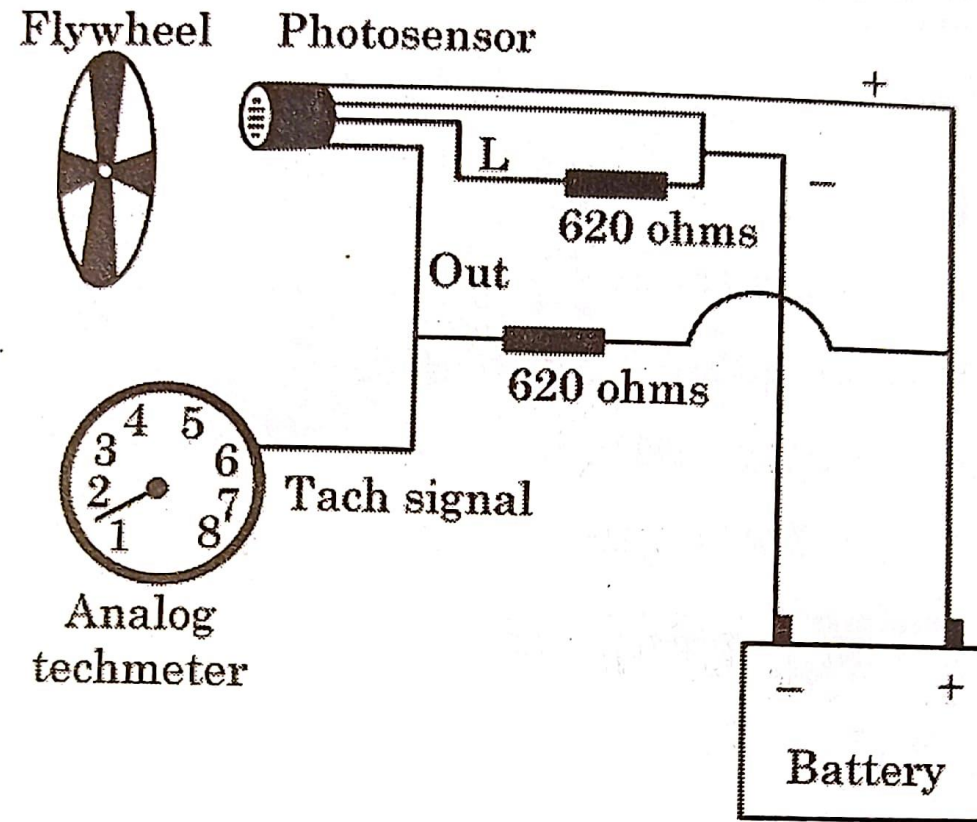 Flywheel Photosensor
+
L
−
620 ohms
Out
620 ohms
4 5
3 6
2 7
1 8
Tach signal
Analog
techmeter
− +
Battery